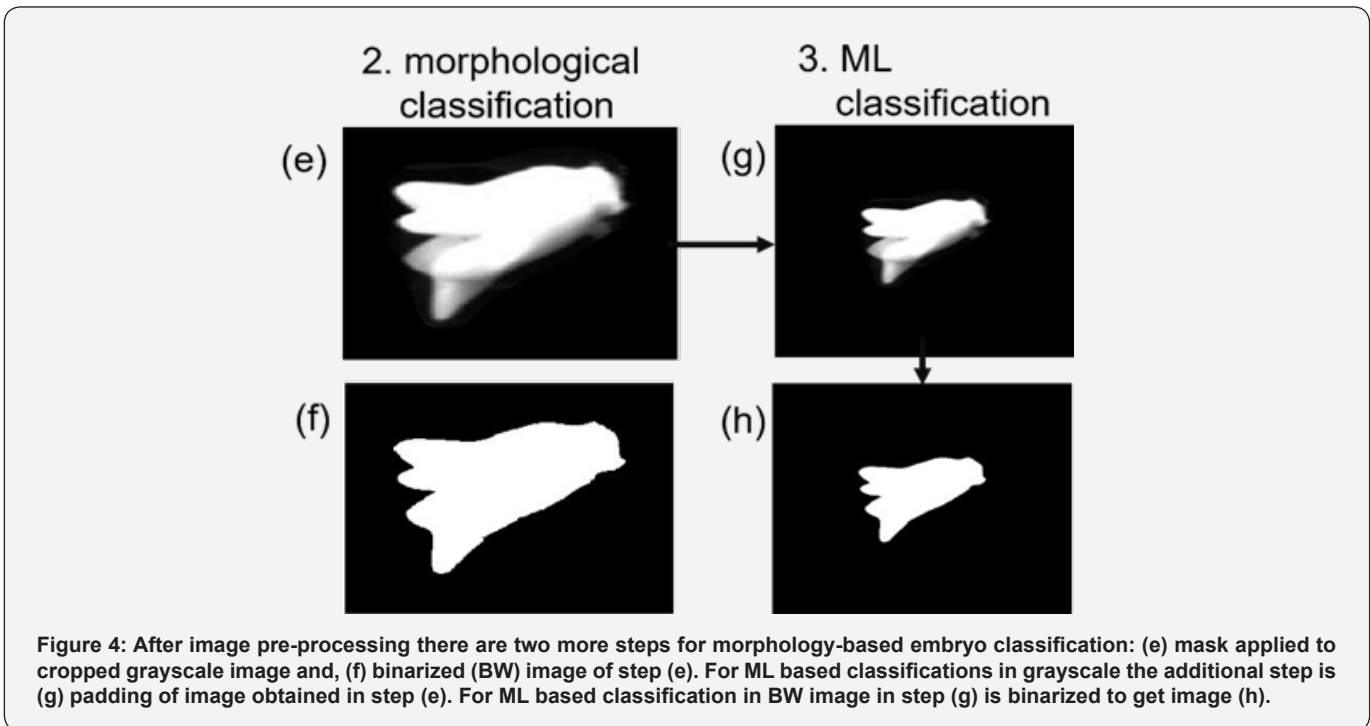 2. morphological
classification
3. ML
classification
(e)
(g)
(f)
(h)
Figure 4: After image pre-processing there are two more steps for morphology-based embryo classification: (e) mask applied to
cropped grayscale image and, (f) binarized (BW) image of step (e). For ML based classifications in grayscale the additional step is
(g) padding of image obtained in step (e). For ML based classification in BW image in step (g) is binarized to get image (h).